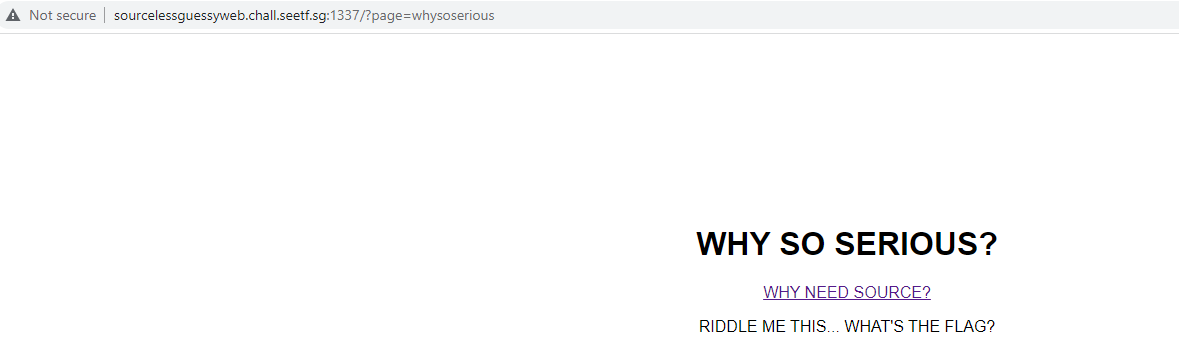 Not secure sourcelessguessyweb.chall.seetf.sg:1337/?page=whysoserious
WHY SO SERIOUS?
WHY NEED SOURCE?
RIDDLE ME THIS... WHAT'S THE FLAG?